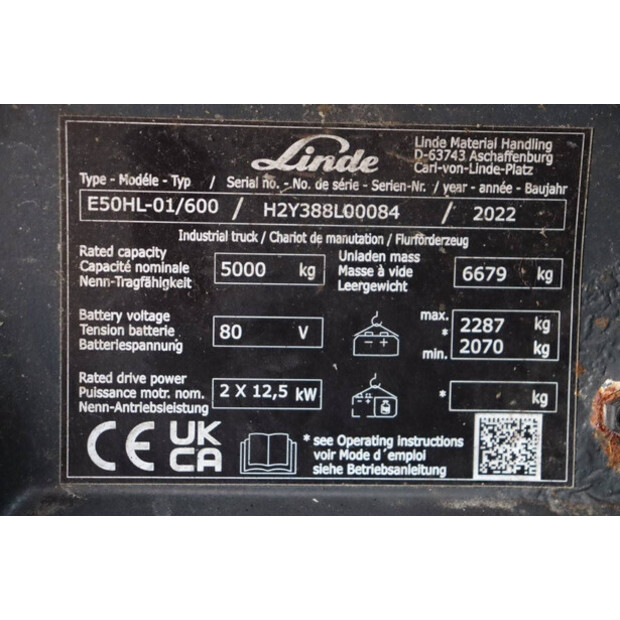 Linde
Linde Material Handling
D-63743 Aschaffenburg
Carl-von-Linde-Platz
Type - Modéle - Typ / Serial no. - No. de série - Serien-Nr. / year - année - Baujahr
E50HL-01/600 / H2Y388L00084 / 2022
Industrial truck / Chariot de manutation / Flurförderzeug
Rated capacity
Capacité nominale
Nenn-Tragfähigkeit
5000 kg
Unladen mass
Masse à vide
Leergewicht
6679 kg
Battery voltage
Tension batterie
Batteriespannung
80 V
max. 2287 kg
*
min. 2070 kg
Rated drive power
Puissance motr. nom.
Nenn-Antriebsleistung
2 X 12,5 kW
* kg
CE UK
CA
* see Operating instructions
voir Mode d´emploi
siehe Betriebsanleitung